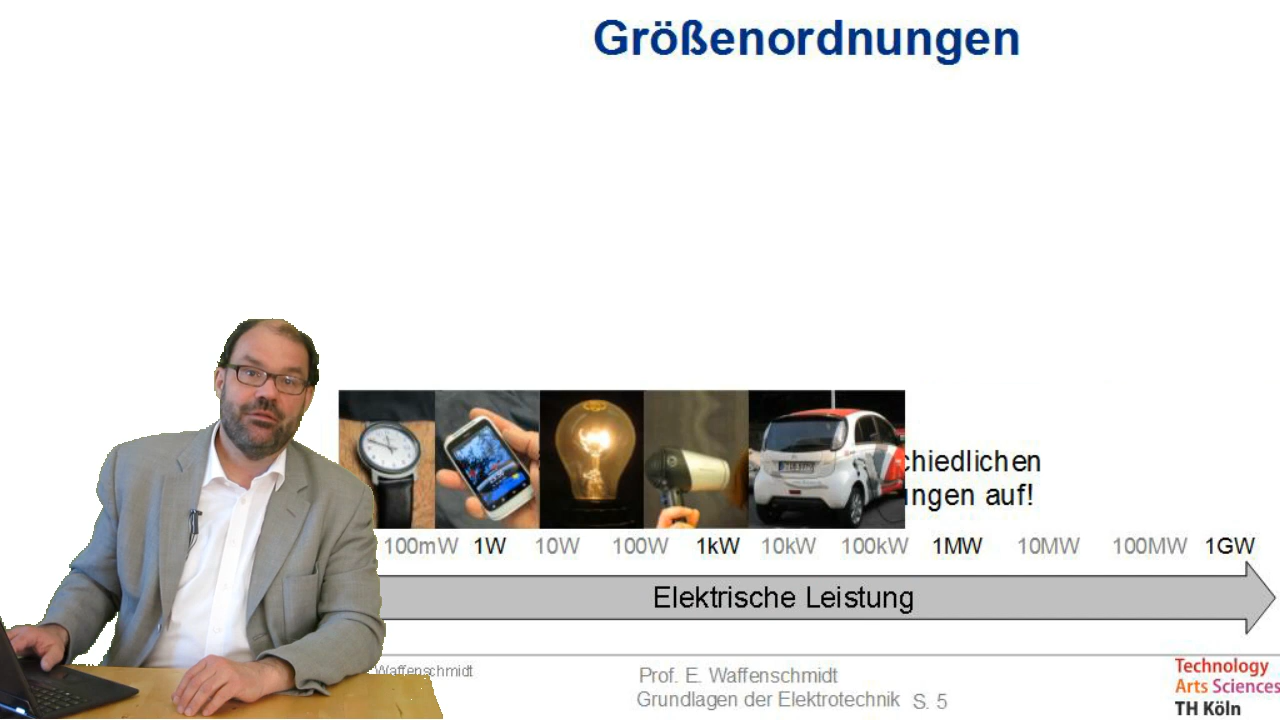 Größenordnungen
chiedlichen
ungen auf!
100mW 1W 10W 100W 1kW 10kW 100kW 1MW 10MW 100MW 1GW
Elektrische Leistung
Waffenschmidt
Prof. E. Waffenschmidt
Grundlagen der Elektrotechnik S. 5
Technology
Arts Sciences
TH Köln